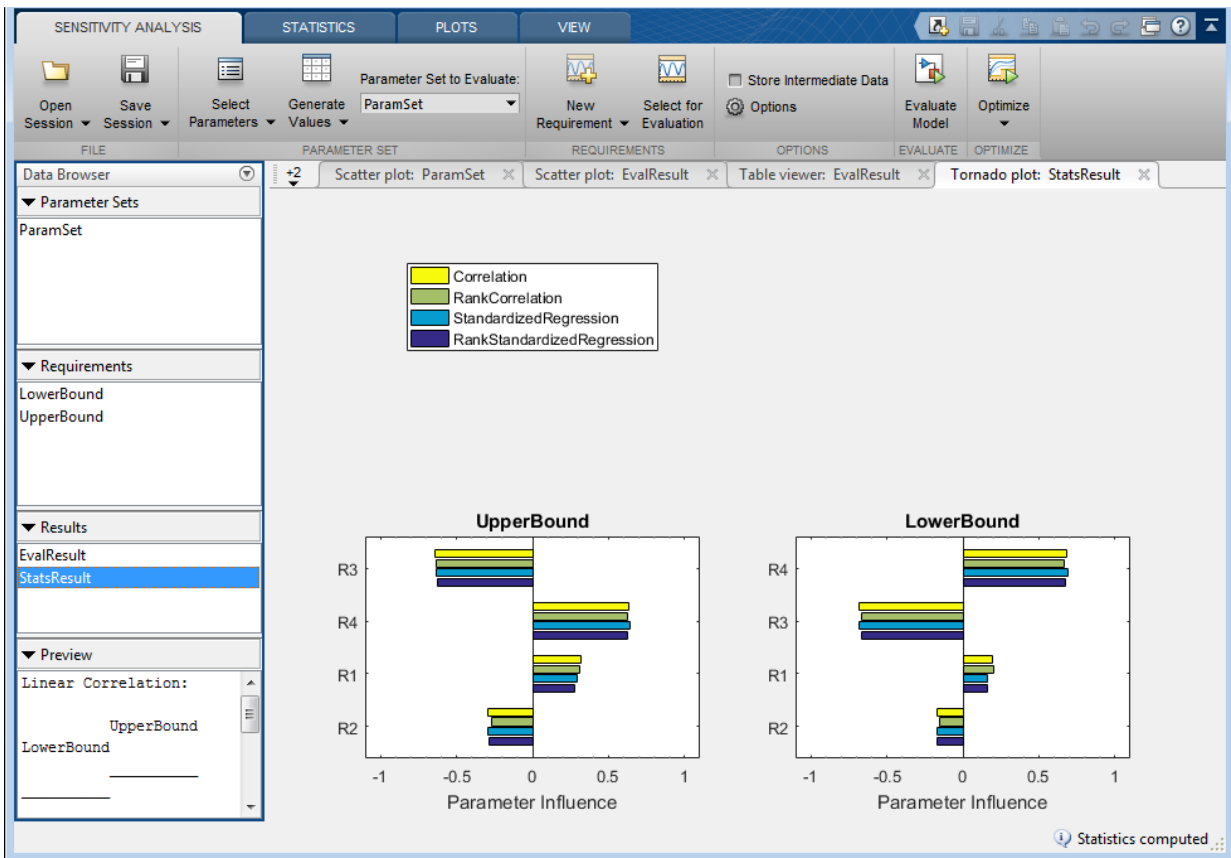 SENSITIVITY ANALYSIS
STATISTICS
PLOTS
VIEW
?
Open
Session
Save
Session
Select
Parameters
Generate
Values
Parameter Set to Evaluate:
ParamSet
New
Requirement
Select for
Evaluation
Store Intermediate Data
Options
Evaluate
Model
Optimize
FILE
PARAMETER SET
REQUIREMENTS
OPTIONS
EVALUATE
OPTIMIZE
Data Browser
+2
Scatter plot: ParamSet
Scatter plot: EvalResult
Table viewer: EvalResult
Tornado plot: StatsResult
Parameter Sets
ParamSet
Requirements
LowerBound
UpperBound
Results
EvalResult
StatsResult
Preview
Linear Correlation:
UpperBound
LowerBound
__________
__________
Correlation
RankCorrelation
StandardizedRegression
RankStandardizedRegression
UpperBound
R3
R4
R1
R2
-1 -0.5 0 0.5 1
Parameter Influence
LowerBound
R4
R3
R1
R2
-1 -0.5 0 0.5 1
Parameter Influence
Statistics computed